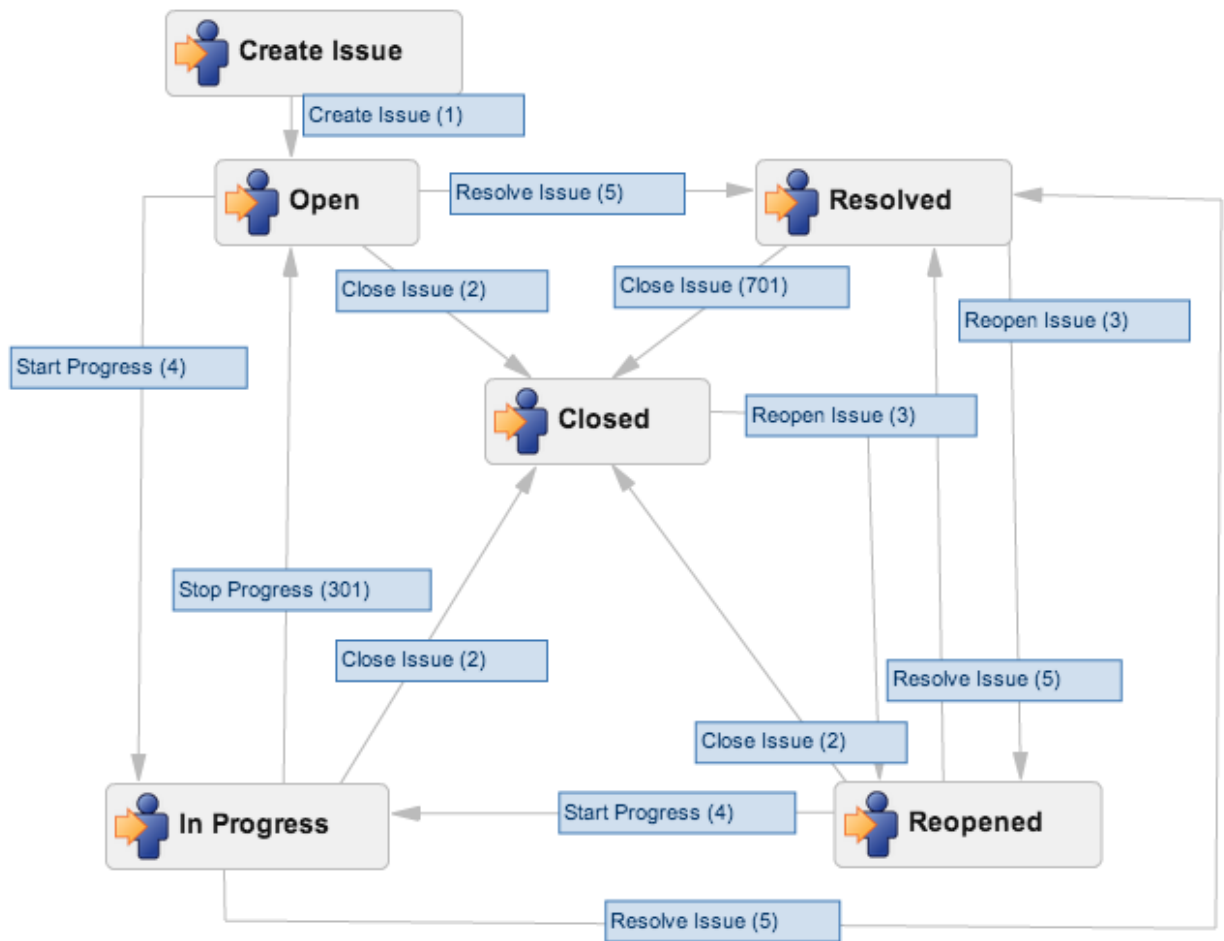 Create Issue
Create Issue (1)
Open
Resolve Issue (5)
Resolved
Close Issue (2)
Close Issue (701)
Reopen Issue (3)
Start Progress (4)
Closed
Reopen Issue (3)
Stop Progress (301)
Close Issue (2)
Resolve Issue (5)
Close Issue (2)
In Progress
Start Progress (4)
Reopened
Resolve Issue (5)